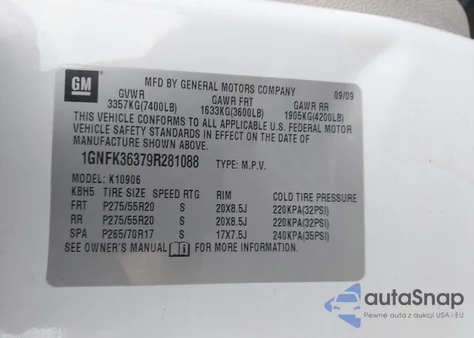 GM
MFD BY GENERAL MOTORS COMPANY 09/09
GVWR GAWR FRT GAWR RR
3357KG(7400LB) 1633KG(3600LB) 1905KG(4200LB)
THIS VEHICLE CONFORMS TO ALL APPLICABLE U.S. FEDERAL MOTOR
VEHICLE SAFETY STANDARDS IN EFFECT ON THE DATE OF
MANUFACTURE SHOWN ABOVE.
1GNFK36379R281088 TYPE: M.P.V.
MODEL: K10906
KBH5 TIRE SIZE SPEED RTG RIM COLD TIRE PRESSURE
FRT P275/55R20 S 20X8.5J 220KPA(32PSI)
RR P275/55R20 S 20X8.5J 220KPA(32PSI)
SPA P265/70R17 S 17X7.5J 240KPA(35PSI)
SEE OWNER'S MANUAL FOR MORE INFORMATION.
autoSnap
Pewne auta z aukcji USA i EU